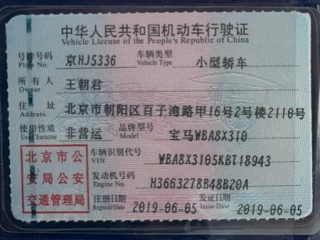 中华人民共和国机动车行驶证
Vehicle License of the People's Republic of China
号牌号码 京HJS336 车辆类型 小型轿车
Plate No. Vehicle Type
所有人 王朝君
Owner
住址 北京市朝阳区百子湾路甲16号2号楼2110号
Address
使用性质 非营运 品牌型号 宝马WBA8X310
Use Character
北京市公安局公安交通管理局
车辆识别代号 WBA8X3105KBT18943
VIN
发动机号码 H3663278B48B20A
Engine No.
注册日期 2019-06-05 发证日期 2019-06-05
Register Date Issue Date